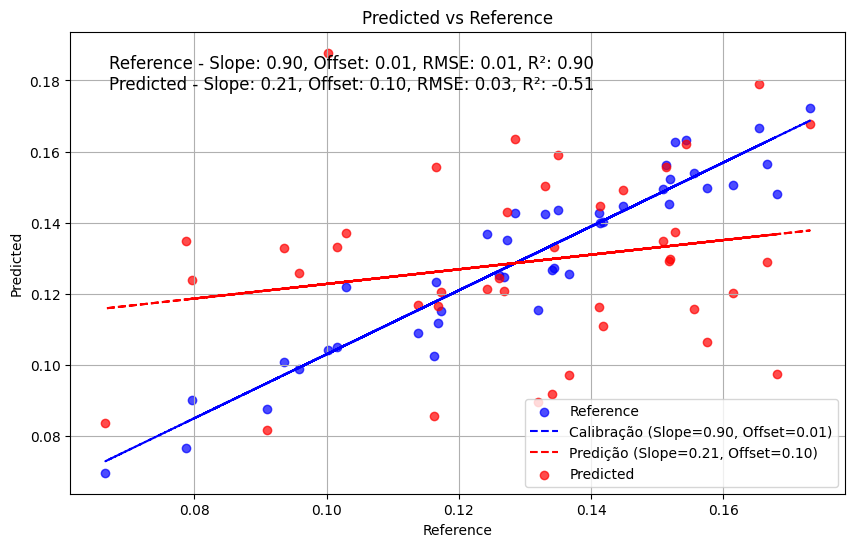 Predicted vs Reference
Reference - Slope: 0.90, Offset: 0.01, RMSE: 0.01, R²: 0.90
Predicted - Slope: 0.21, Offset: 0.10, RMSE: 0.03, R²: -0.51
Predicted
0.18
0.16
0.14
0.12
0.10
0.08
Reference
Calibração (Slope=0.90, Offset=0.01)
Predição (Slope=0.21, Offset=0.10)
Predicted
0.08 0.10 0.12 0.14 0.16
Reference